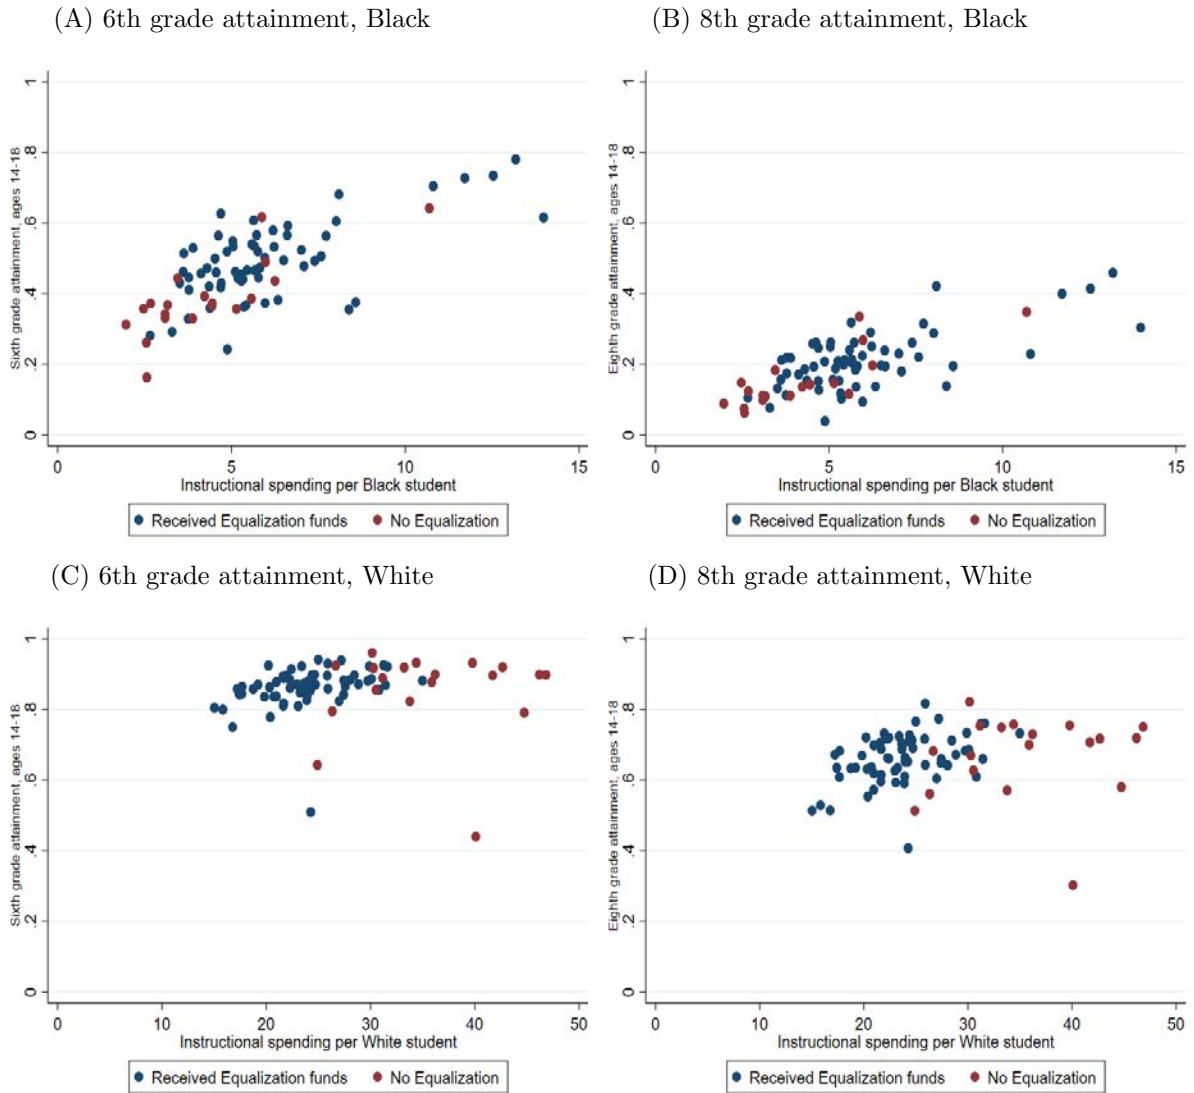 (A) 6th grade attainment, Black
Sixth grade attainment, ages 14-18
1
.8
.6
.4
.2
0
0 5 10 15
Instructional spending per Black student
Received Equalization funds No Equalization
(B) 8th grade attainment, Black
Eighth grade attainment, ages 14-18
1
.8
.6
.4
.2
0
0 5 10 15
Instructional spending per Black student
Received Equalization funds No Equalization
(C) 6th grade attainment, White
Sixth grade attainment, ages 14-18
1
.8
.6
.4
.2
0
0 10 20 30 40 50
Instructional spending per White student
Received Equalization funds No Equalization
(D) 8th grade attainment, White
Eighth grade attainment, ages 14-18
1
.8
.6
.4
.2
0
0 10 20 30 40 50
Instructional spending per White student
Received Equalization funds No Equalization